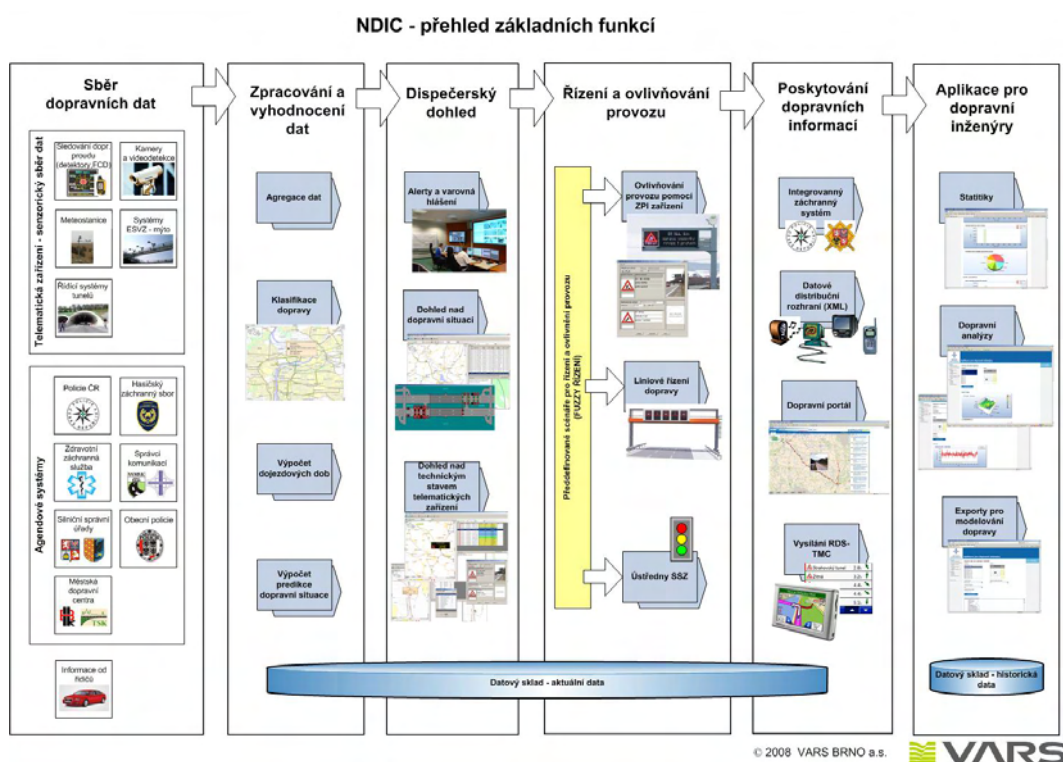 NDIC - přehled základních funkcí
Sběr
dopravních dat
Telematická zařízení - senzorický sběr dat
Sledování dopr.
proudu
(detektory,FCD)
Kamery
a videodetekce
Meteostanice
Systémy
ESVZ - mýto
Řídící systémy
tunelů
Agendové systémy
Policie ČR
Hasičský
záchranný sbor
Zdravotní
záchranná
služba
Správci
komunikací
Silniční správní
úřady
Obecní policie
Městská
dopravní
centra
TSK
Informace od
řidičů
Zpracování a
vyhodnocení
dat
Agregace dat
Klasifikace
dopravy
Výpočet
dojezdových dob
Výpočet
predikce
dopravní situace
Dispečerský
dohled
Alerty a varovná
hlášení
Dohled nad
dopravní situací
Dohled nad
technickým
stavem
telematických
zařízení
Řízení a ovlivňování
provozu
Předdefinované scénáře pro řízení a ovlivnění provozu
(FUZZY ŘÍZENÍ)
Ovlivňování
provozu pomocí
ZPI zařízení
Liniové řízení
dopravy
Ústředny SSZ
Poskytování
dopravních
informací
Integrovanný
záchranný
systém
Datové
distribuční
rozhraní (XML)
Dopravní portál
Vysílání RDS-
TMC
Aplikace pro
dopravní
inženýry
Statitiky
Dopravní
analýzy
Exporty pro
modelování
dopravy
Datový sklad - aktuální data
Datový sklad - historická
data
© 2008 VARS BRNO a.s.
VARS